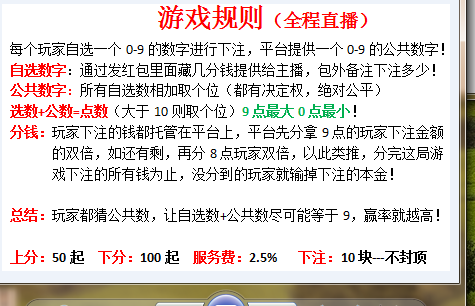 游戏规则（全程直播）
每个玩家自选一个 0-9 的数字进行下注，平台提供一个 0-9 的公共数字！
自选数字：通过发红包里面藏几分钱提供给主播，包外备注下注多少！
公共数字：所有自选数相加取个位（都有决定权，绝对公平）
选数+公数=点数（大于 10 则取个位）9 点最大 0 点最小！
分钱：玩家下注的钱都托管在平台上，平台先分拿 9 点的玩家下注金额
的双倍，如还有剩，再分 8 点玩家双倍，以此类推，分完这局游
戏下注的所有钱为止，没分到的玩家就输掉下注的本金！
总结：玩家都猜公共数，让自选数+公共数尽可能等于 9，赢率就越高！
上分：50 起 下分：100 起 服务费：2.5% 下注：10 块---不封顶